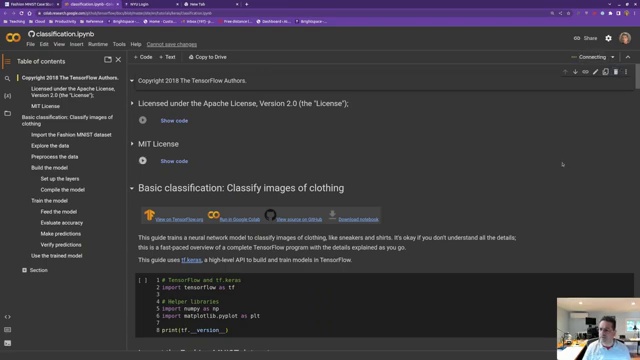 Fashion MNIST Case Stu
classification.ipynb
WVU Login
New Tab
colab.research.google.com/github/tensorflow/docs/blob/master/site/en/tutorials/keras/classification.ipynb
Teaching
Cloud
Personal
School
Shopping
Brightspace
Important Sites
Free distance l
Dashboard
classification.ipynb
File Edit View Insert Runtime Tools Help Cannot save changes
Share
Table of contents
+ Code + Text Copy to Drive
Connecting
Copyright 2018 The TensorFlow Authors.
Licensed under the Apache License,
Version 2.0 (the "License");
MIT License
Basic classification: Classify images of
clothing
Import the Fashion MNIST dataset
Explore the data
Preprocess the data
Build the model
Set up the layers
Compile the model
Train the model
Feed the model
Evaluate accuracy
Make predictions
Verify predictions
Use the trained model
Section
Copyright 2018 The TensorFlow Authors.
Licensed under the Apache License, Version 2.0 (the "License");
Show code
MIT License
Show code
Basic classification: Classify images of clothing
View on TensorFlow.org
Run in Google Colab
View source on GitHub
Download notebook
This guide trains a neural network model to classify images of clothing, like sneakers and shirts. It's okay if you don't understand all the details;
this is a fast-paced overview of a complete TensorFlow program with the details explained as you go.
This guide uses tf.keras, a high-level API to build and train models in TensorFlow.
[ ] 1 # TensorFlow and tf.keras
2 import tensorflow as tf
3
4 # Helper libraries
5 import numpy as np
6 import matplotlib.pyplot as plt
7
8 print(tf.__version__)